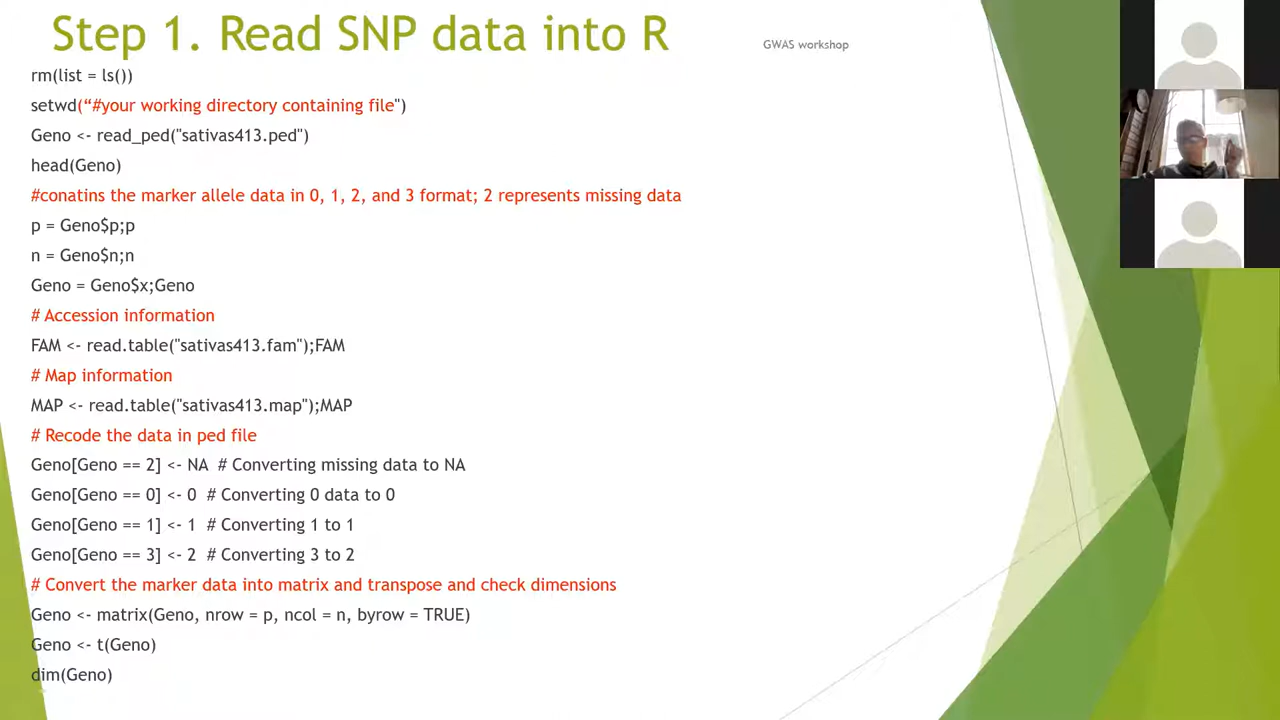 Step 1. Read SNP data into R
GWAS workshop
rm(list = ls())
setwd(“#your working directory containing file")
Geno <- read_ped("sativas413.ped")
head(Geno)
#conatins the marker allele data in 0, 1, 2, and 3 format; 2 represents missing data
p = Geno$p;p
n = Geno$n;n
Geno = Geno$x;Geno
# Accession information
FAM <- read.table("sativas413.fam");FAM
# Map information
MAP <- read.table("sativas413.map");MAP
# Recode the data in ped file
Geno[Geno == 2] <- NA # Converting missing data to NA
Geno[Geno == 0] <- 0 # Converting 0 data to 0
Geno[Geno == 1] <- 1 # Converting 1 to 1
Geno[Geno == 3] <- 2 # Converting 3 to 2
# Convert the marker data into matrix and transpose and check dimensions
Geno <- matrix(Geno, nrow = p, ncol = n, byrow = TRUE)
Geno <- t(Geno)
dim(Geno)